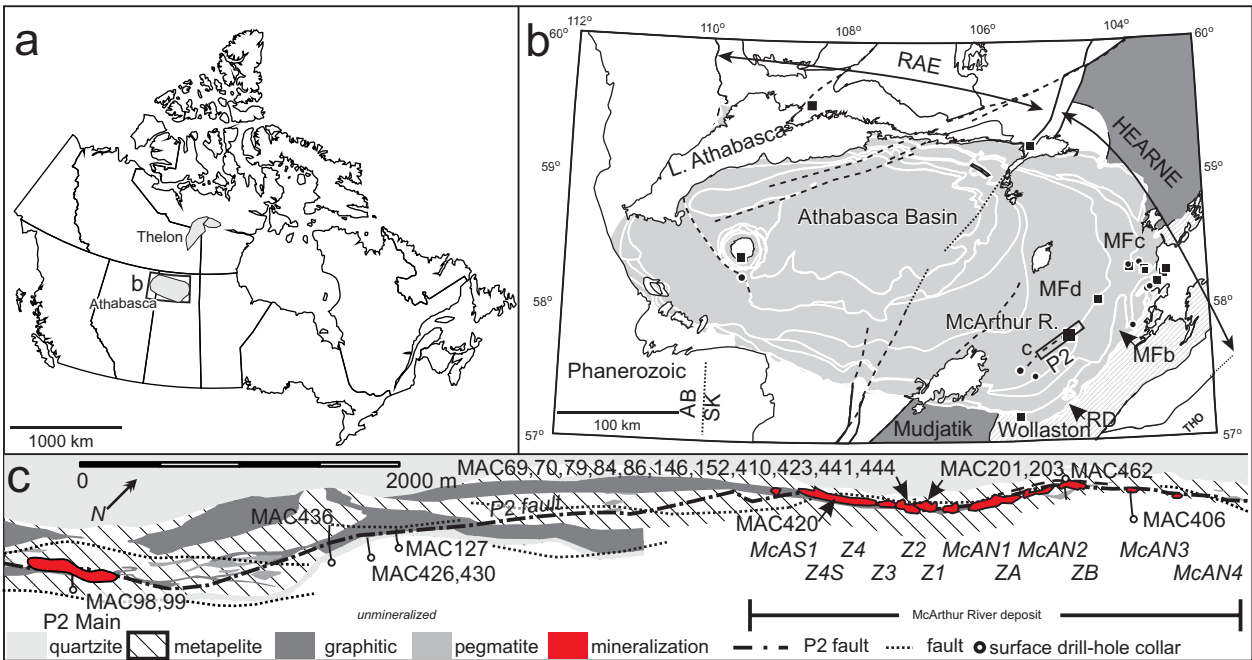 a
Thelon
b
Athabasca
1000 km
b
112°
60°
110°
108°
106°
104°
60°
RAE
HEARNE
L. Athabasca
59°
59°
Athabasca Basin
MFc
58°
MFd
58°
McArthur R.
c
P2
MFb
Phanerozoic
AB
SK
100 km
57°
Mudjatik
Wollaston
RD
THO
57°
c
0
2000 m
N
MAC69,70,79,84,86,146,152,410,423,441,444
MAC201,203
MAC462
P2 fault
MAC436
MAC420
MAC406
MAC127
MAC426,430
McAS1
Z4
Z2
McAN1
McAN2
McAN3
Z4S
Z3
Z1
ZA
ZB
McAN4
MAC98,99
P2 Main
unmineralized
McArthur River deposit
quartzite
metapelite
graphitic
pegmatite
mineralization
P2 fault
fault
surface drill-hole collar